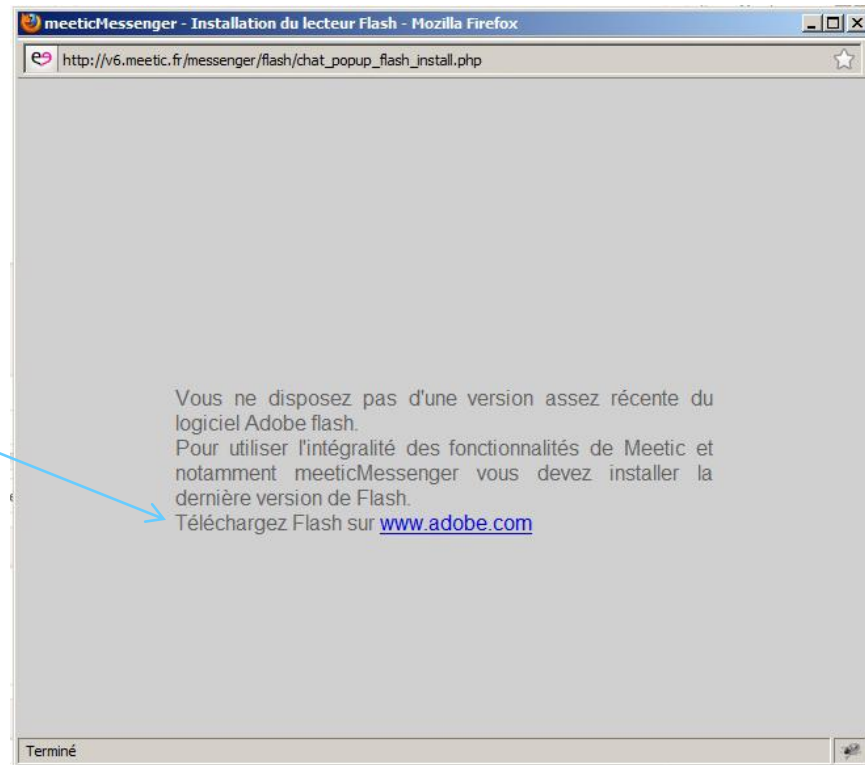 meeticMessenger - Installation du lecteur Flash - Mozilla Firefox
http://v6.meetic.fr/messenger/flash/chat_popup_flash_install.php
Vous ne disposez pas d'une version assez récente du
logiciel Adobe flash.
Pour utiliser l'intégralité des fonctionnalités de Meetic et
notamment meeticMessenger vous devez installer la
dernière version de Flash.
Téléchargez Flash sur www.adobe.com
Terminé